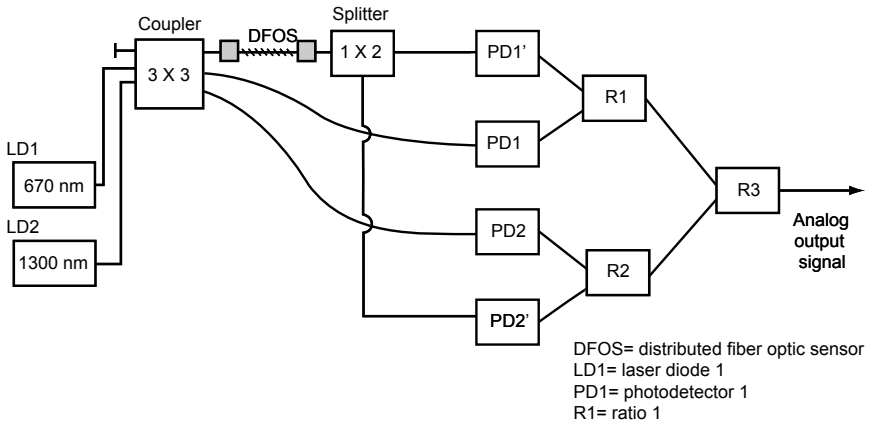 Coupler
DFOS
Splitter
3 X 3
1 X 2
PD1'
R1
PD1
LD1
670 nm
R3
LD2
1300 nm
PD2
R2
Analog
output
signal
PD2'
DFOS= distributed fiber optic sensor
LD1= laser diode 1
PD1= photodetector 1
R1= ratio 1